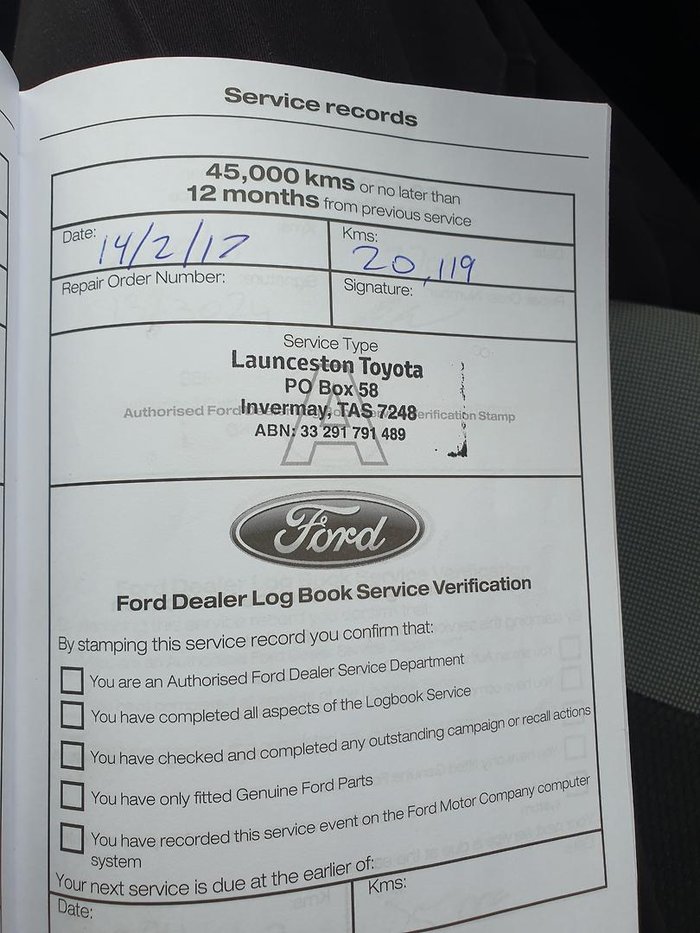 Service records
45,000 kms or no later than
12 months from previous service
Date: 14/2/17
Kms: 20,119
Repair Order Number:
Signature:
Service Type
A
Launceston Toyota
PO Box 58
Authorised Ford Verification Stamp
Invermay, TAS 7248
ABN: 33 291 791 489
Ford
Ford Dealer Log Book Service Verification
By stamping this service record you confirm that:
You are an Authorised Ford Dealer Service Department
You have completed all aspects of the Logbook Service
You have checked and completed any outstanding campaign or recall actions
You have only fitted Genuine Ford Parts
You have recorded this service event on the Ford Motor Company computer
system
Your next service is due at the earlier of:
Date:
Kms: